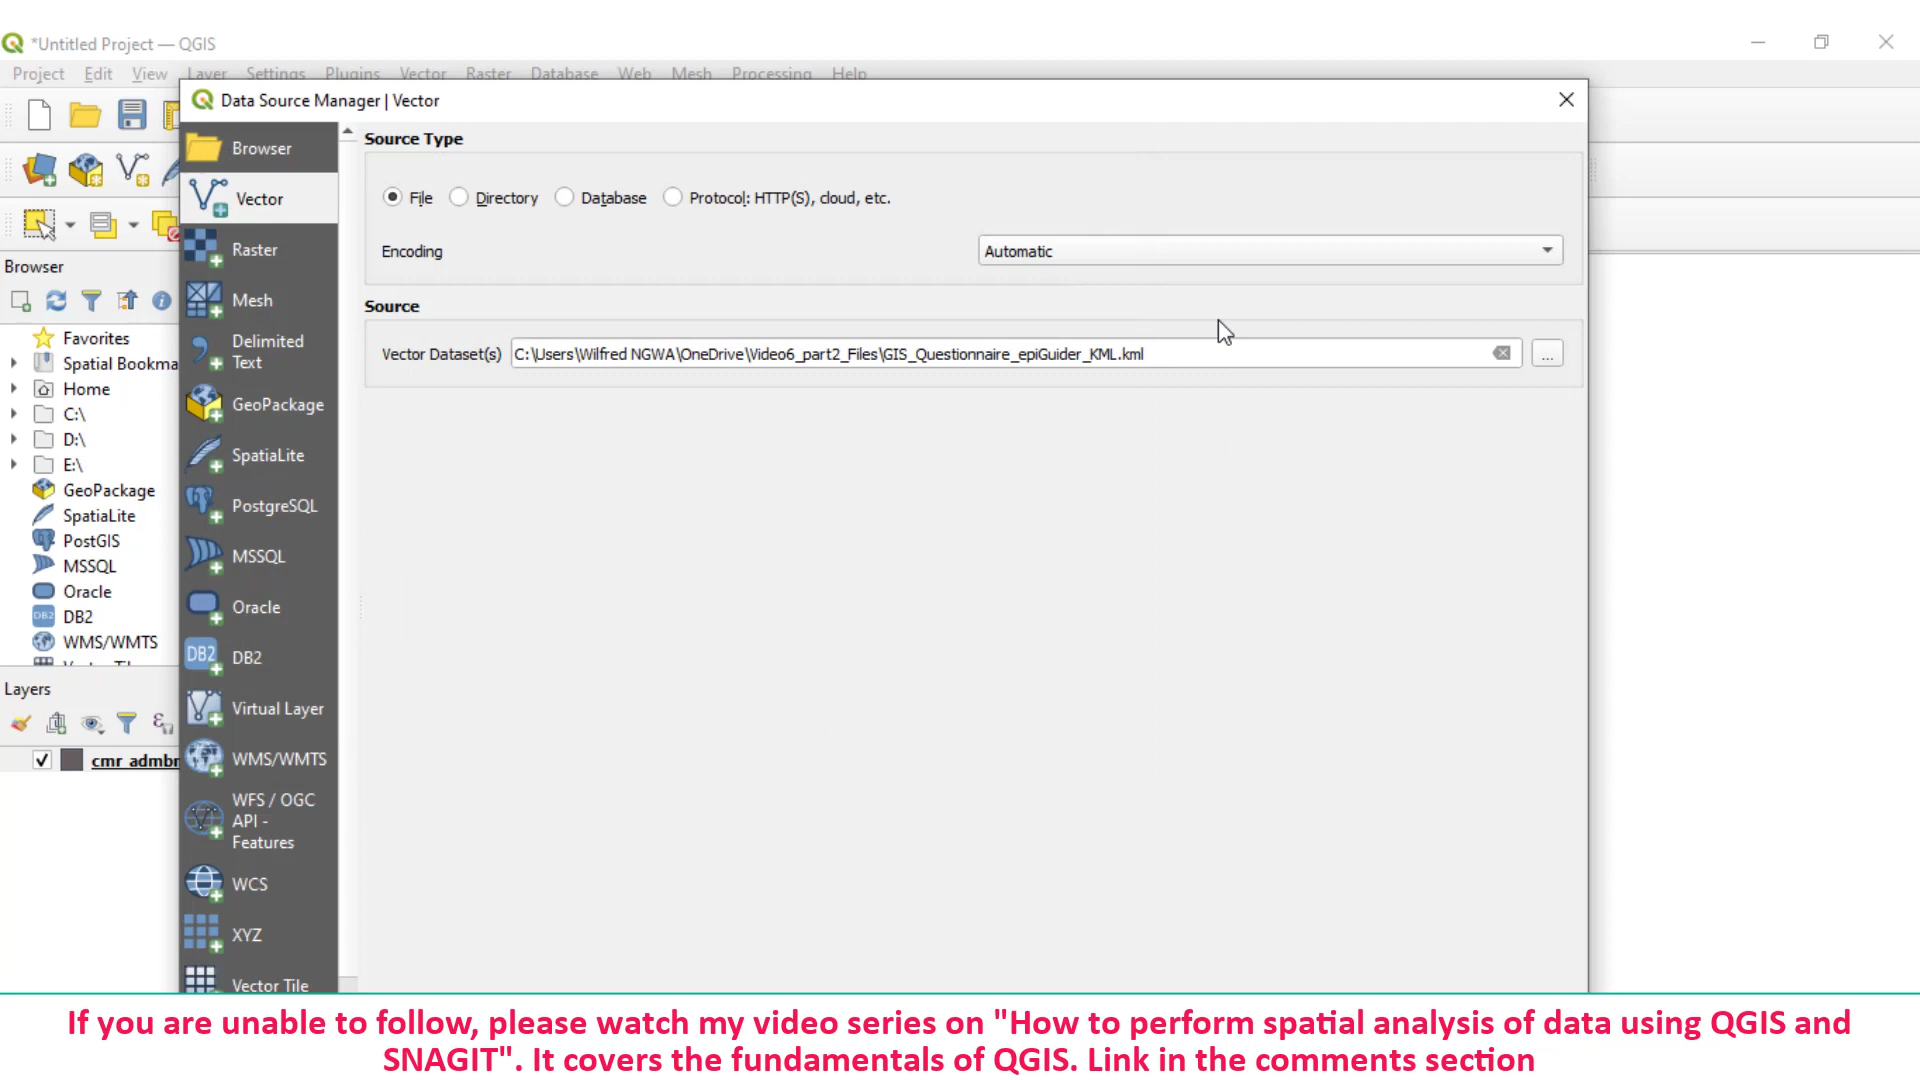 *Untitled Project — QGIS
Project Edit View Layer Settings Plugins Vector Raster Database Web Mesh Processing Help
Data Source Manager | Vector
Browser
Vector
Raster
Mesh
Delimited
Text
GeoPackage
SpatiaLite
PostgreSQL
MSSQL
Oracle
DB2
DB2
Virtual Layer
WMS/WMTS
WFS / OGC
API -
Features
WCS
XYZ
Vector Tile
Source Type
File Directory Database Protocol: HTTP(S), cloud, etc.
Encoding Automatic
Source
Vector Dataset(s) C:\Users\Wilfred NGWA\OneDrive\Video6_part2_Files\GIS_Questionnaire_epiGuider_KML.kml ...
Browser
Favorites
Spatial Bookma
Home
C:\
D:\
E:\
GeoPackage
SpatiaLite
PostGIS
MSSQL
Oracle
DB2 DB2
WMS/WMTS
Layers
cmr_admbn
If you are unable to follow, please watch my video series on "How to perform spatial analysis of data using QGIS and
SNAGIT". It covers the fundamentals of QGIS. Link in the comments section